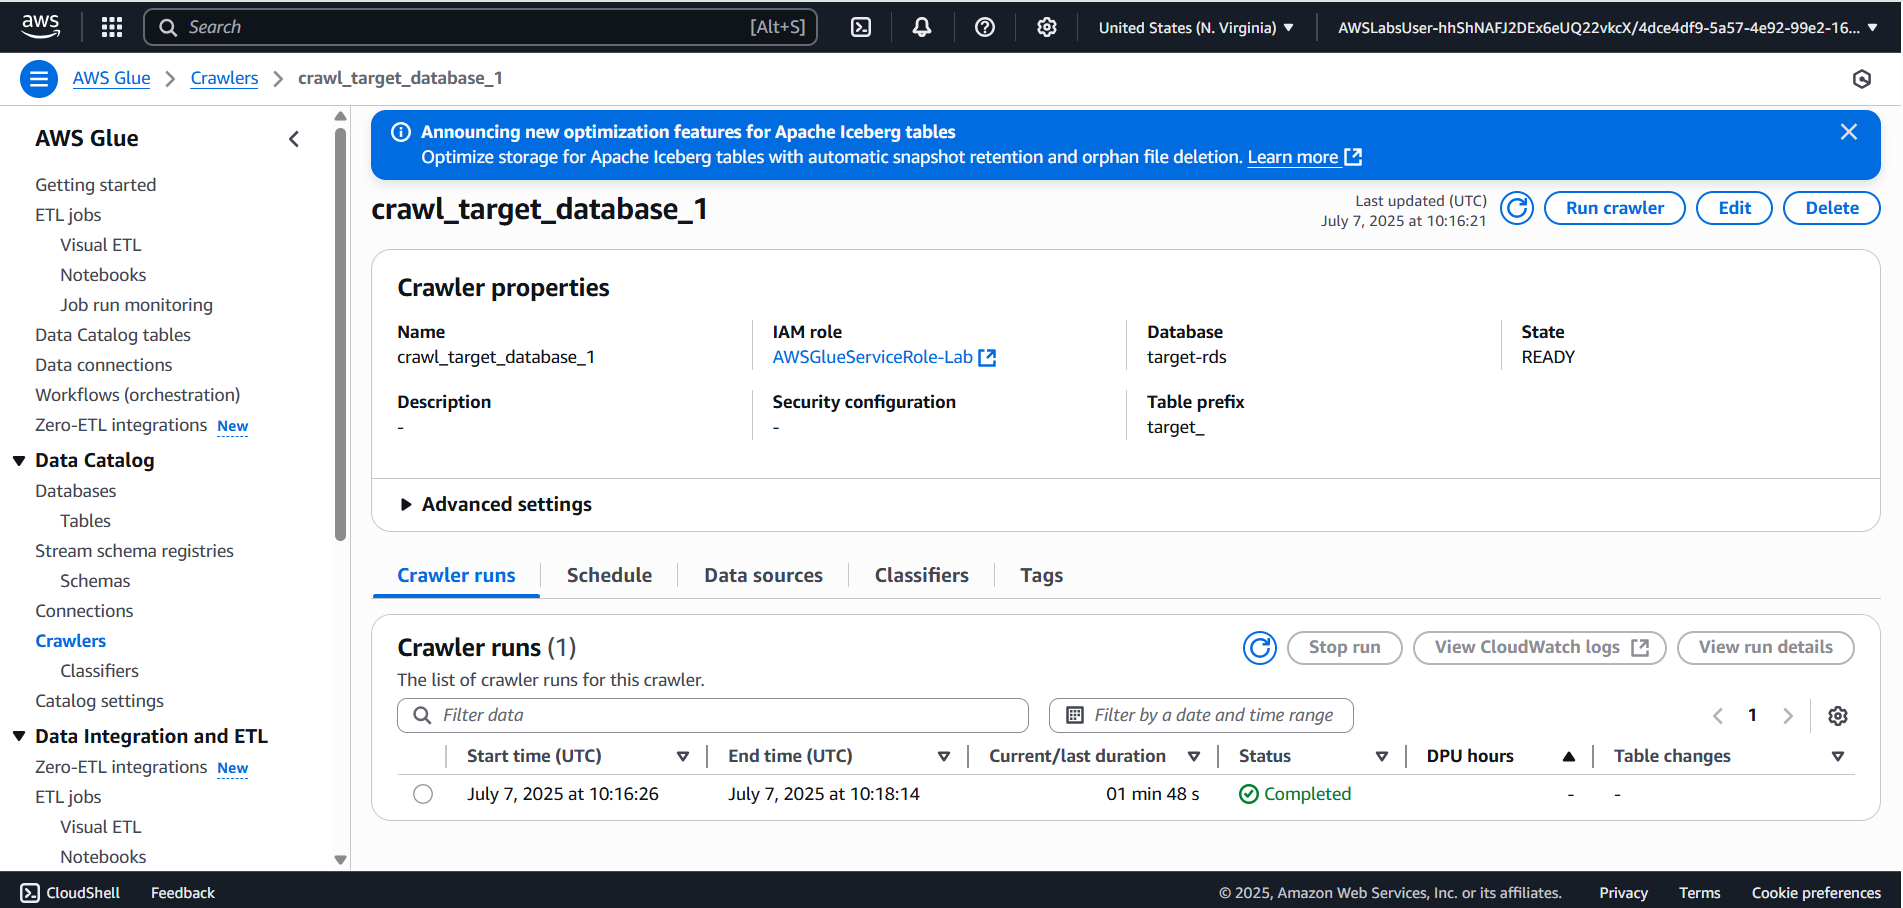 aws
Search [Alt+S]
United States (N. Virginia)
AWSLabsUser-hhShNAFJ2DEx6eUQ22vkcX/4dce4df9-5a57-4e92-99e2-16...
AWS Glue
Crawlers
crawl_target_database_1
AWS Glue
Getting started
ETL jobs
Visual ETL
Notebooks
Job run monitoring
Data Catalog tables
Data connections
Workflows (orchestration)
Zero-ETL integrations New
Data Catalog
Databases
Tables
Stream schema registries
Schemas
Connections
Crawlers
Classifiers
Catalog settings
Data Integration and ETL
Zero-ETL integrations New
ETL jobs
Visual ETL
Notebooks
Announcing new optimization features for Apache Iceberg tables
Optimize storage for Apache Iceberg tables with automatic snapshot retention and orphan file deletion. Learn more
crawl_target_database_1
Last updated (UTC)
July 7, 2025 at 10:16:21
Run crawler
Edit
Delete
Crawler properties
Name
crawl_target_database_1
IAM role
AWSGlueServiceRole-Lab
Database
target-rds
State
READY
Description
-
Security configuration
-
Table prefix
target_
Advanced settings
Crawler runs
Schedule
Data sources
Classifiers
Tags
Crawler runs (1)
The list of crawler runs for this crawler.
Stop run
View CloudWatch logs
View run details
Filter data
Filter by a date and time range
1
Start time (UTC) End time (UTC) Current/last duration Status DPU hours Table changes
July 7, 2025 at 10:16:26 July 7, 2025 at 10:18:14 01 min 48 s Completed - -
CloudShell
Feedback
© 2025, Amazon Web Services, Inc. or its affiliates.
Privacy
Terms
Cookie preferences